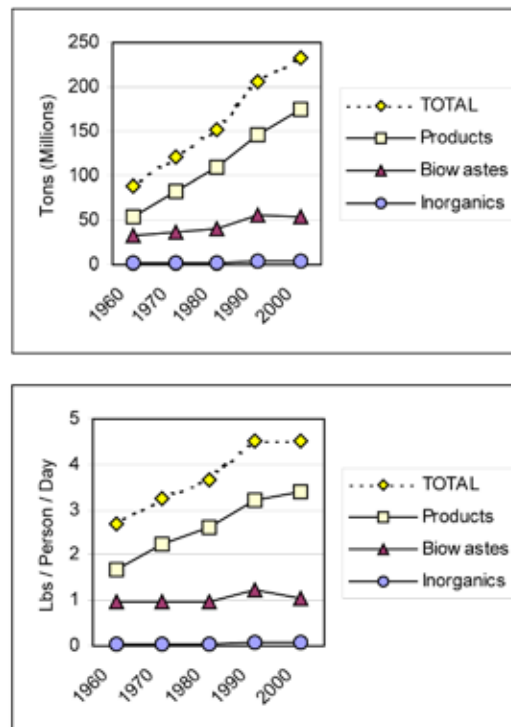 250
200
150
100
50
0
Tons (Millions)
1960
1970
1980
1990
2000
TOTAL
Products
Biow astes
Inorganics
5
4
3
2
1
0
Lbs / Person / Day
1960
1970
1980
1990
2000
TOTAL
Products
Biow astes
Inorganics